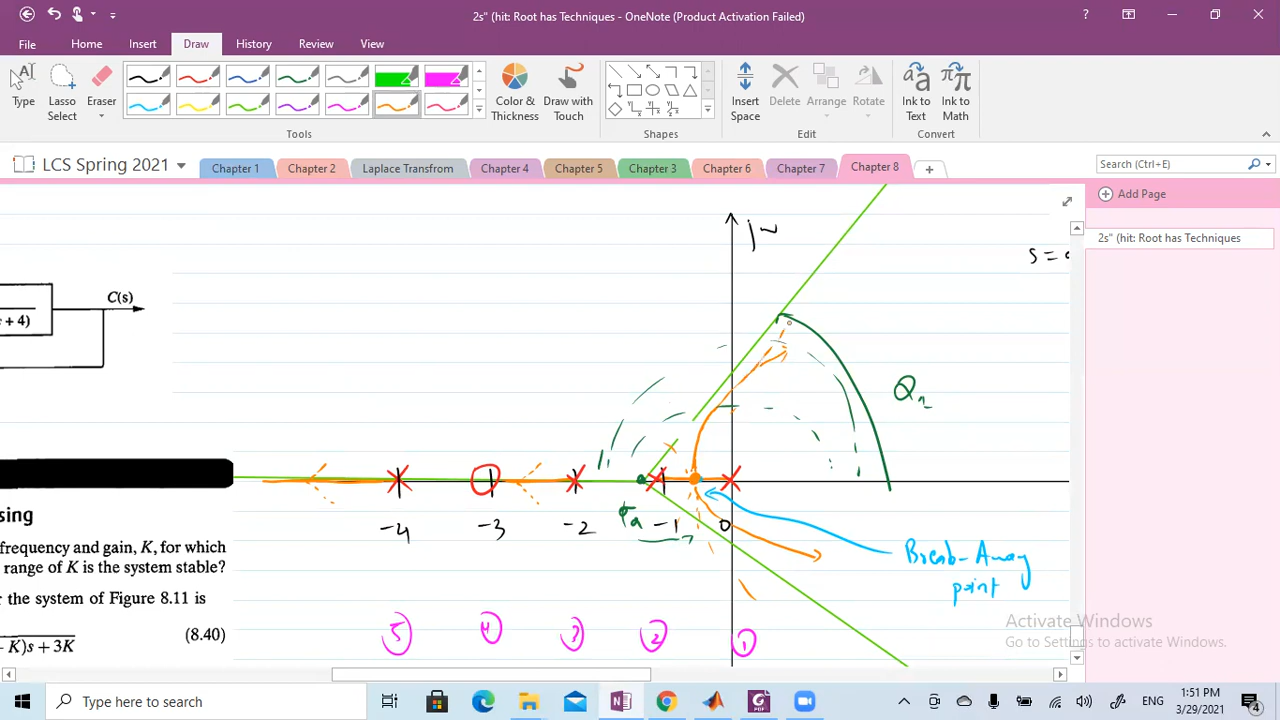 2s" (hit: Root has Techniques - OneNote (Product Activation Failed)
File Home Insert Draw History Review View
Type
Lasso Select
Eraser
Color & Thickness
Draw with Touch
Insert Space
Delete
Arrange
Rotate
Ink to Text
Ink to Math
Tools
Shapes
Edit
Convert
LCS Spring 2021
Chapter 1
Chapter 2
Laplace Transfrom
Chapter 4
Chapter 5
Chapter 3
Chapter 6
Chapter 7
Chapter 8
Search (Ctrl+E)
Add Page
2s" (hit: Root has Techniques
jω
s =
C(s)
s + 4)
-4 -3 -2 -1 0
σa
Break-Away
point
sing
frequency and gain, K, for which
range of K is the system stable?
r the system of Figure 8.11 is
K)s + 3K
(8.40)
5 4 3 2 1
Activate Windows
Go to Settings to activate Windows.
Type here to search
ENG
1:51 PM
3/29/2021
4